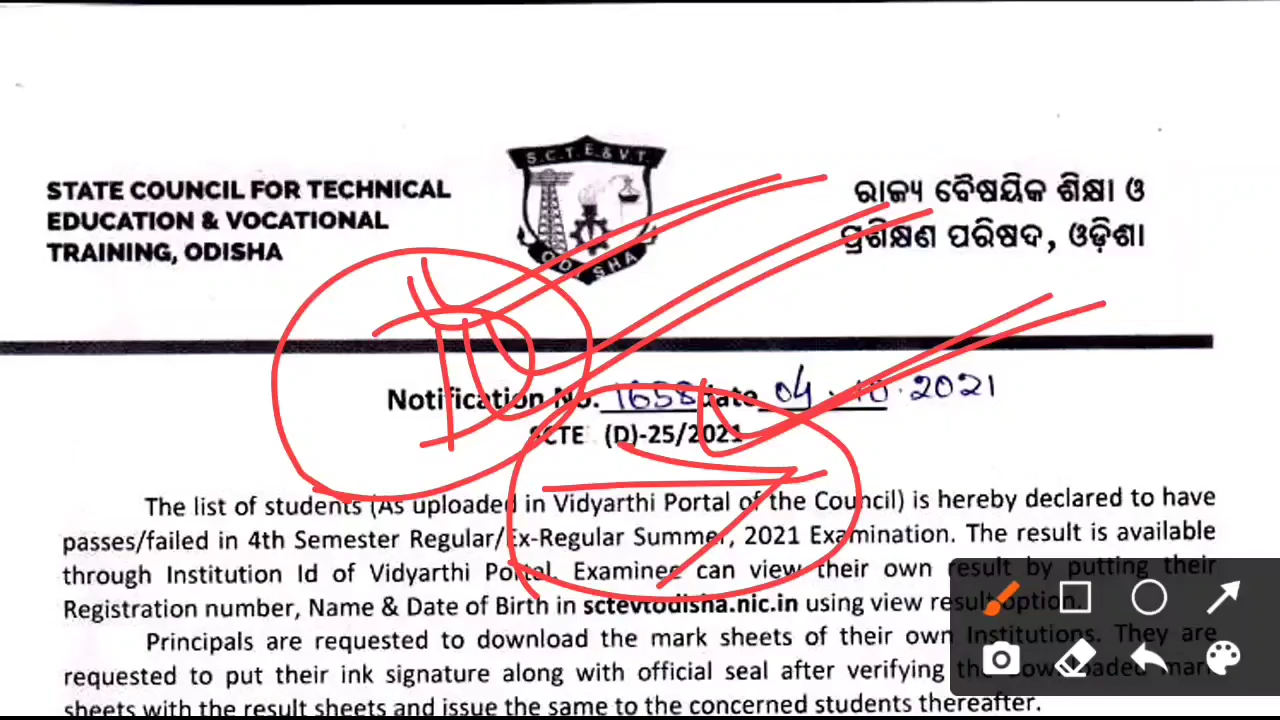 STATE COUNCIL FOR TECHNICAL
EDUCATION & VOCATIONAL
TRAINING, ODISHA
S.C.T.E.&V.T.
ODISHA
ରାଜ୍ୟ ବୈଷୟିକ ଶିକ୍ଷା ଓ
ପ୍ରଶିକ୍ଷଣ ପରିଷଦ, ଓଡ଼ିଶା
Notification No. 1658 date 04.10.2021
SCTE (D)-25/2021
The list of students (As uploaded in Vidyarthi Portal of the Council) is hereby declared to have
passes/failed in 4th Semester Regular/Ex-Regular Summer, 2021 Examination. The result is available
through Institution Id of Vidyarthi Portal. Examinee can view their own result by putting their
Registration number, Name & Date of Birth in sctevtodisha.nic.in using view result option.
Principals are requested to download the mark sheets of their own Institutions. They are
requested to put their ink signature along with official seal after verifying the downloaded mark
sheets with the result sheets and issue the same to the concerned students thereafter.